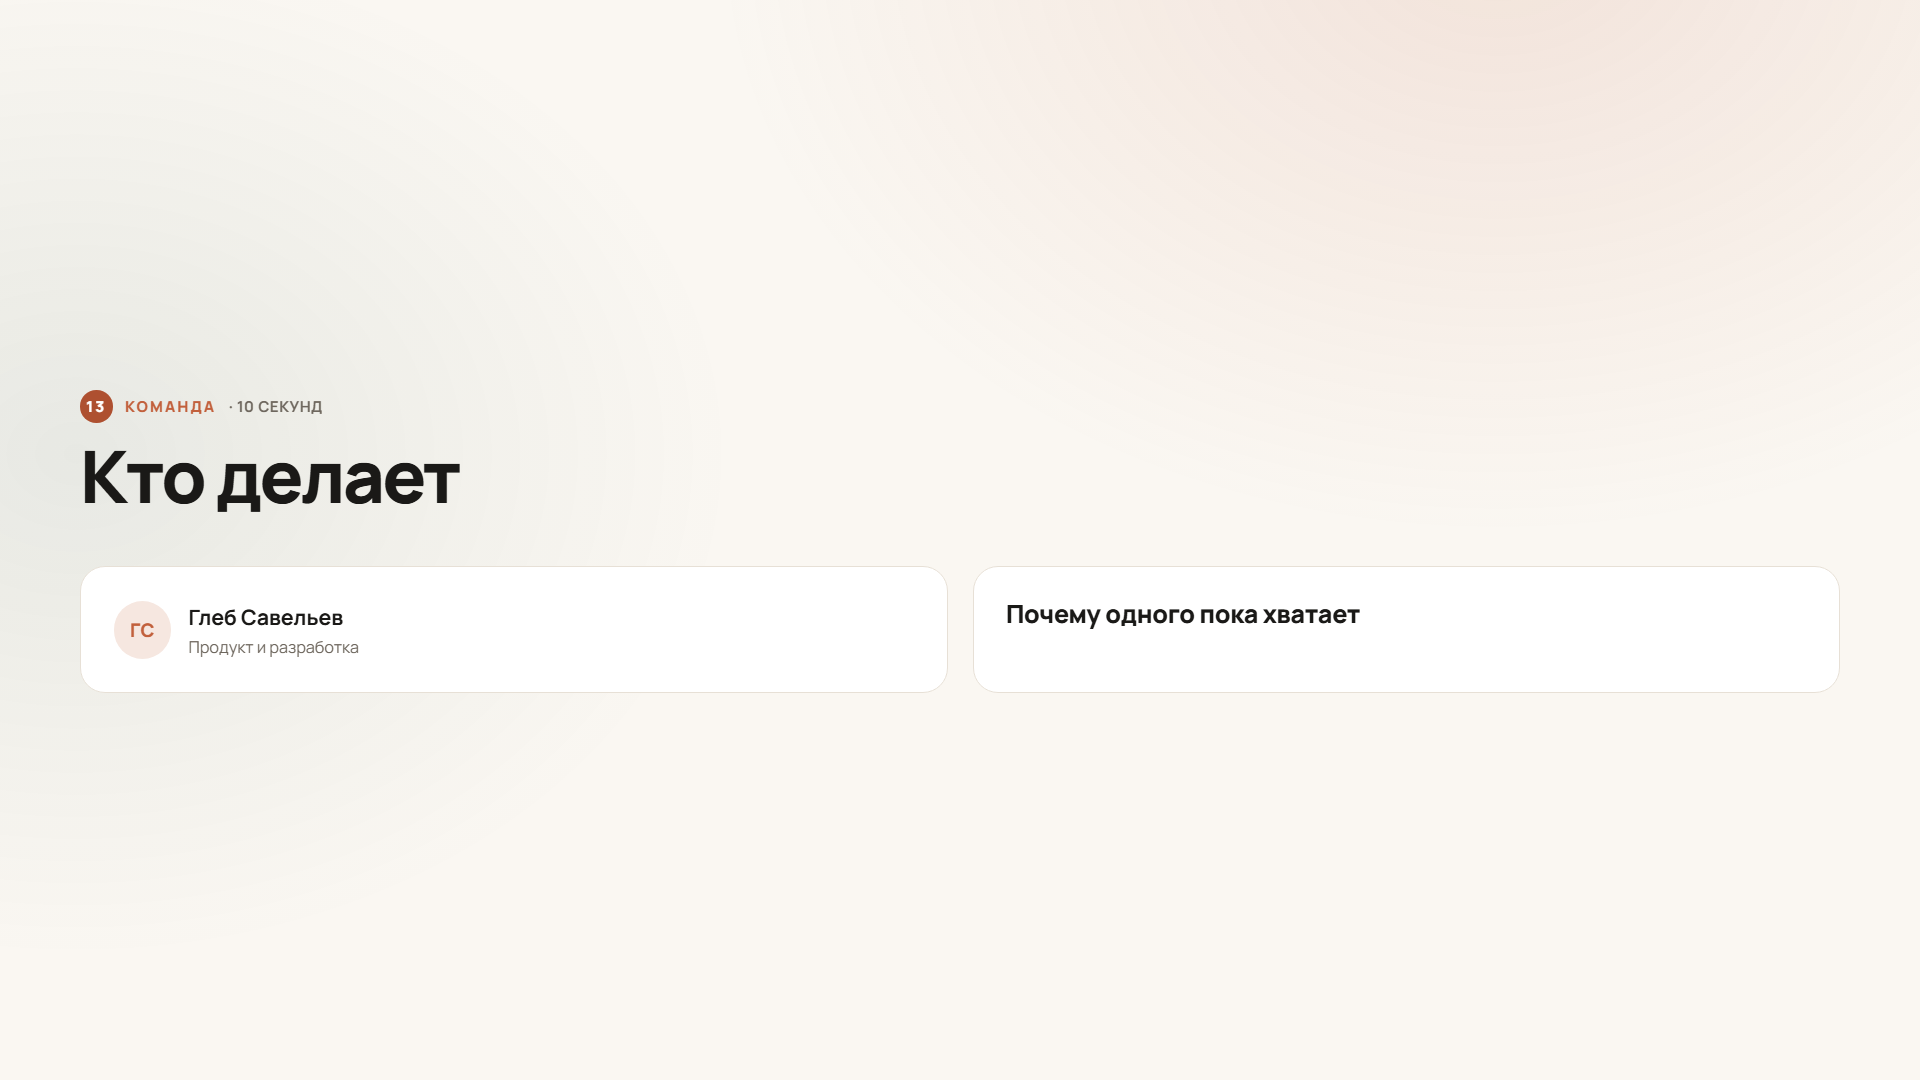 13 КОМАНДА · 10 СЕКУНД
Кто делает
ГС
Глеб Савельев
Продукт и разработка
Почему одного пока хватает